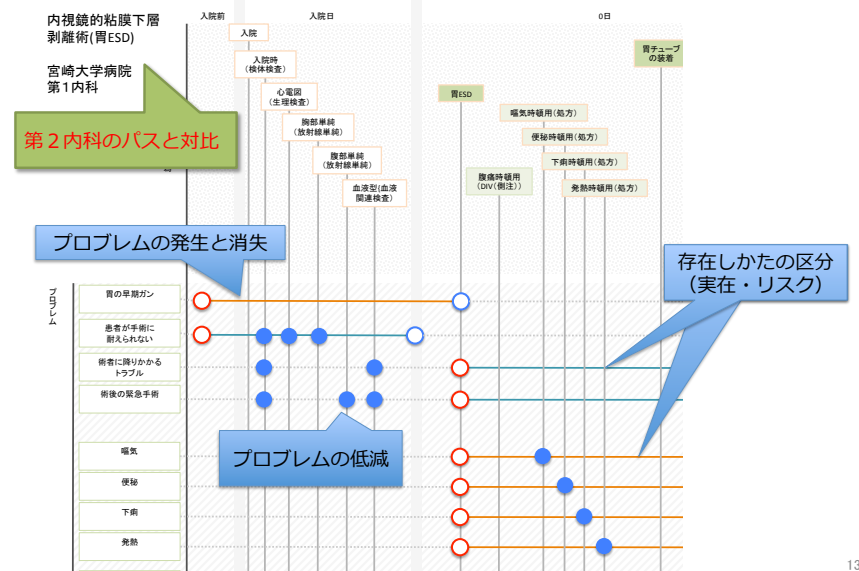 内視鏡的粘膜下層
剥離術(胃ESD)
宮崎大学病院
第1内科
第２内科のパスと対比
入院前
入院日
0日
入院
入院時
(検体検査)
心電図
(生理検査)
胸部単純
(放射線単純)
腹部単純
(放射線単純)
血液型(血液
関連検査)
胃ESD
腹痛時頓用
(DIV(側注))
嘔気時頓用(処方)
便秘時頓用(処方)
下痢時頓用(処方)
発熱時頓用(処方)
胃チューブ
の装着
プロブレムの発生と消失
存在しかたの区分
（実在・リスク）
プロブレム
胃の早期ガン
患者が手術に
耐えられない
術者に降りかかる
トラブル
術後の緊急手術
プロブレムの低減
嘔気
便秘
下痢
発熱
13